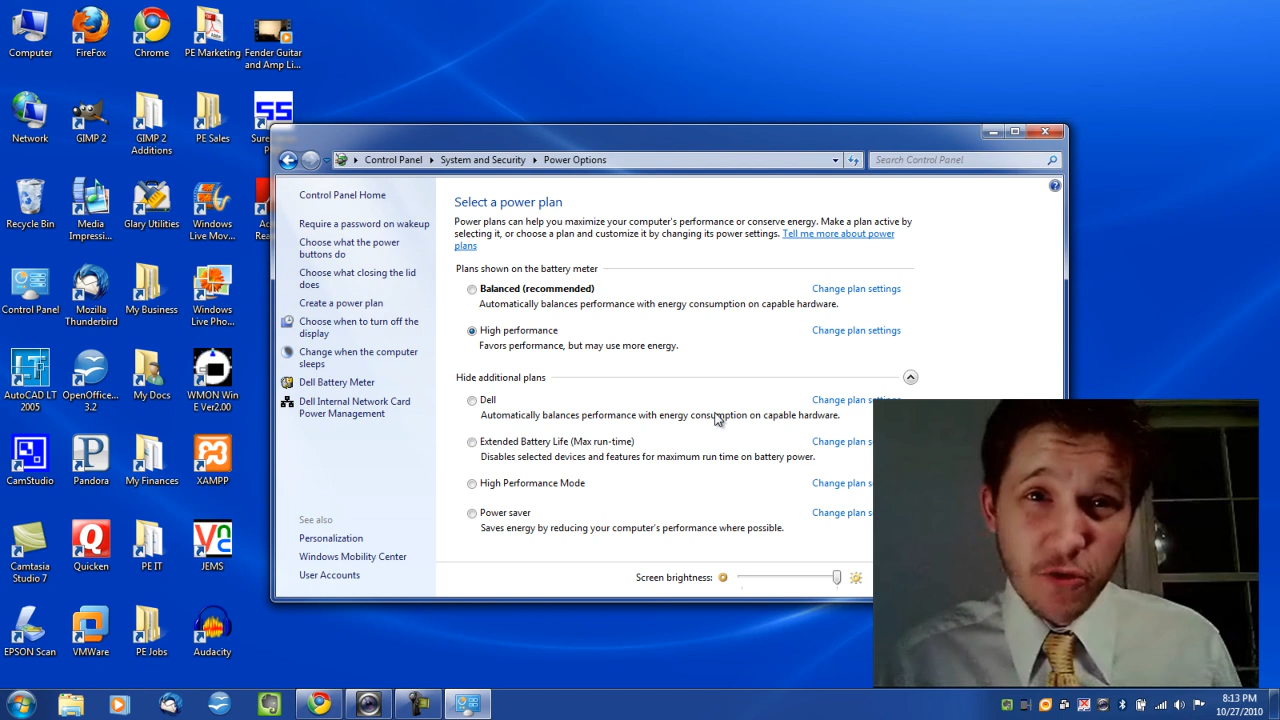 Computer
FireFox
Chrome
PE Marketing
Fender Guitar
and Amp Li...
Network
GIMP 2
GIMP 2
Additions
PE Sales
SS
Recycle Bin
Media
Impressi...
Glary Utilities
Windows
Live Mov...
Control Panel
Mozilla
Thunderbird
My Business
Windows
Live Pho...
AutoCAD LT
2005
OpenOffice...
3.2
My Docs
WMON Win
E Ver2.00
CamStudio
Pandora
My Finances
XAMPP
Camtasia
Studio 7
Quicken
PE IT
JEMS
EPSON Scan
VMWare
PE Jobs
Audacity
Control Panel
System and Security
Power Options
Search Control Panel
Control Panel Home
Require a password on wakeup
Choose what the power
buttons do
Choose what closing the lid
does
Create a power plan
Choose when to turn off the
display
Change when the computer
sleeps
Dell Battery Meter
Dell Internal Network Card
Power Management
See also
Personalization
Windows Mobility Center
User Accounts
Select a power plan
Power plans can help you maximize your computer's performance or conserve energy. Make a plan active by
selecting it, or choose a plan and customize it by changing its power settings. Tell me more about power
plans
Plans shown on the battery meter
Balanced (recommended) Change plan settings
Automatically balances performance with energy consumption on capable hardware.
High performance Change plan settings
Favors performance, but may use more energy.
Hide additional plans
Dell Change plan settings
Automatically balances performance with energy consumption on capable hardware.
Extended Battery Life (Max run-time) Change plan s
Disables selected devices and features for maximum run time on battery power.
High Performance Mode Change plan s
Power saver Change plan s
Saves energy by reducing your computer's performance where possible.
Screen brightness:
8:13 PM
10/27/2010